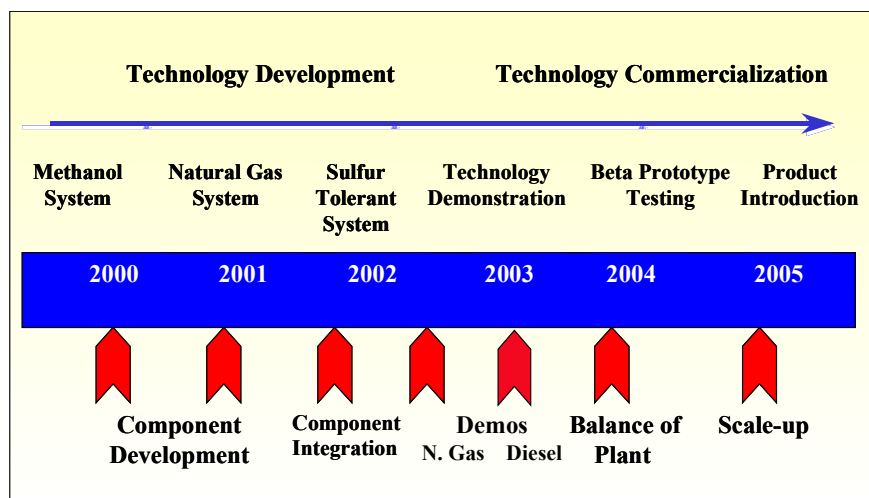 Technology Development
Technology Commercialization
Methanol
System
Natural Gas
System
Sulfur
Tolerant
System
Technology
Demonstration
Beta Prototype
Testing
Product
Introduction
2000 2001 2002 2003 2004 2005
Component
Development
Component
Integration
Demos
N. Gas Diesel
Balance of
Plant
Scale-up